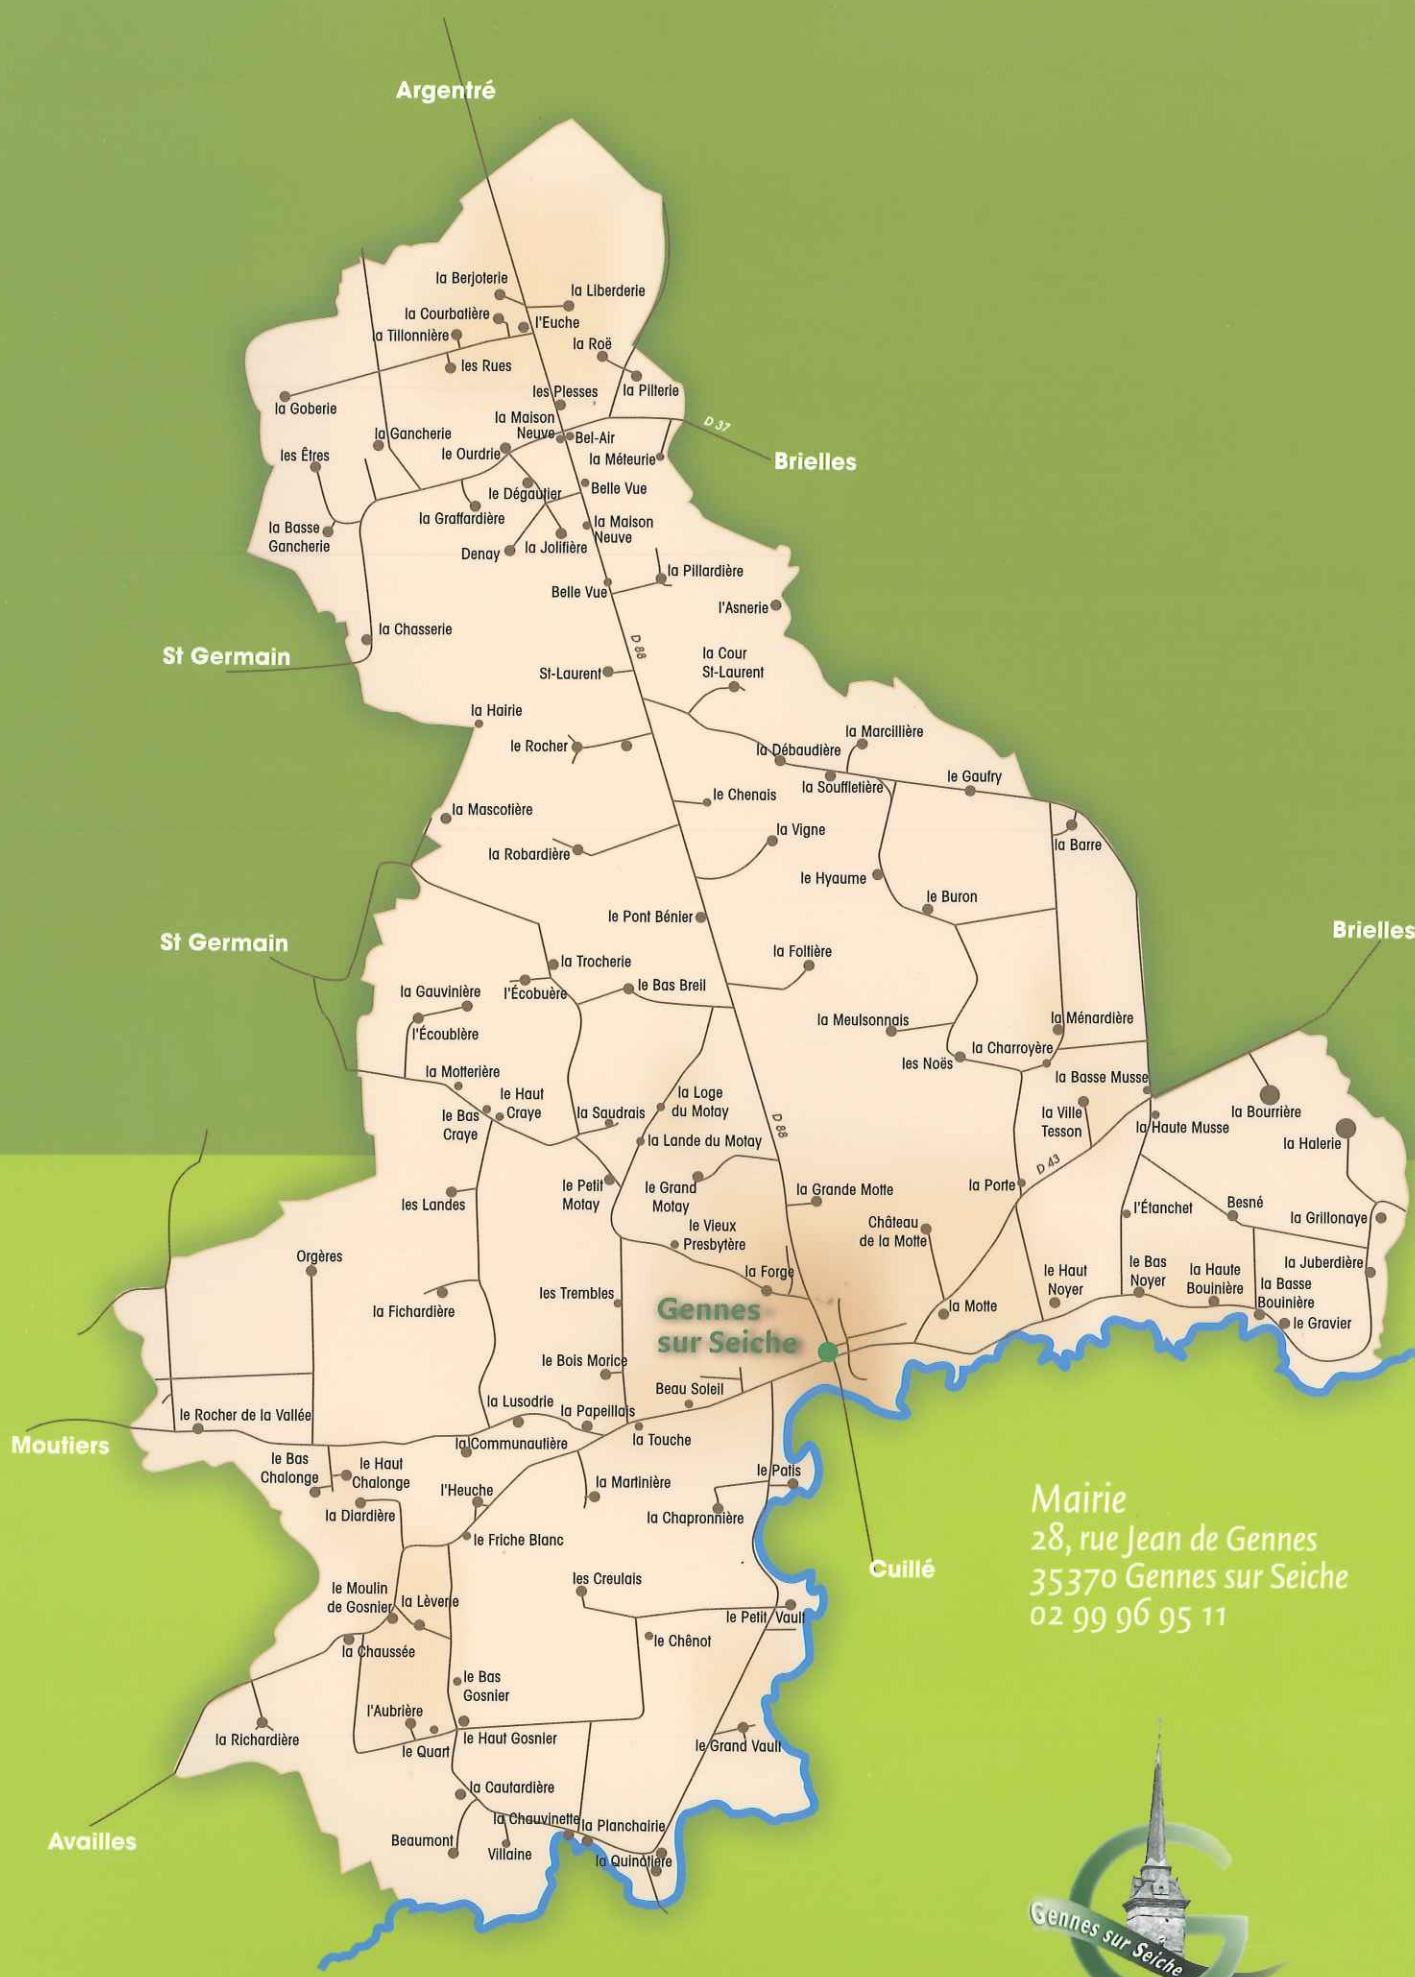 Argentré
la Berjoterie
la Liberderie
la Courbatière
l'Euche
la Tillonnière
la Roë
les Rues
les Plesses
la Pilterie
la Goberie
la Maison
Neuve
Bel-Air
D 37
la Gancherie
le Ourdrie
la Méteurie
Brielles
les Êtres
le Dégautier
Belle Vue
la Graffardière
la Basse
Gancherie
la Maison
Neuve
Denay
la Jolifière
la Pillardière
Belle Vue
l'Asnerie
la Chasserie
D 88
St Germain
la Cour
St-Laurent
St-Laurent
la Hairie
le Rocher
la Marcillière
la Débaudière
le Gaufry
la Souffletière
le Chenais
la Mascotière
la Vigne
la Barre
la Robardière
le Hyaume
le Buron
le Pont Bénier
St Germain
Brielles
la Trocherie
la Foltière
l'Écobuère
le Bas Breil
la Gauvinière
l'Écoublère
la Meulsonnais
la Ménardière
la Charroyère
les Noës
la Motterière
la Basse Musse
le Haut
Craye
la Loge
du Motay
le Bas
Craye
la Saudrais
la Ville
Tesson
la Bourrière
la Haute Musse
D 88
la Lande du Motay
la Halerie
D 43
le Petit
Motay
le Grand
Motay
la Grande Motte
la Porte
les Landes
l'Étanchet
Besné
la Grillonaye
le Vieux
Presbytère
Château
de la Motte
Orgères
la Forge
le Haut
Noyer
le Bas
Noyer
la Haute
Bouinière
la Juberdière
la Basse
Bouinière
les Trembles
la Fichardière
la Motte
le Gravier
Gennes
sur Seiche
le Bois Morice
Beau Soleil
la Lusodrie
la Papeillais
le Rocher de la Vallée
Moutiers
la Communautière
la Touche
le Bas
Chalonge
le Haut
Chalonge
la Martinière
le Patis
l'Heuche
la Diardière
la Chapronnière
le Friche Blanc
Cuillé
Mairie
28, rue Jean de Gennes
35370 Gennes sur Seiche
02 99 96 95 11
les Creulais
le Moulin
de Gosnier
la Lèverie
le Petit Vault
le Chênot
la Chaussée
le Bas
Gosnier
l'Aubrière
la Richardière
le Quart
le Haut Gosnier
le Grand Vault
la Cautardière
la Chauvinette
la Planchairie
Availles
Beaumont
Villaine
la Quinotière
Gennes sur Seiche